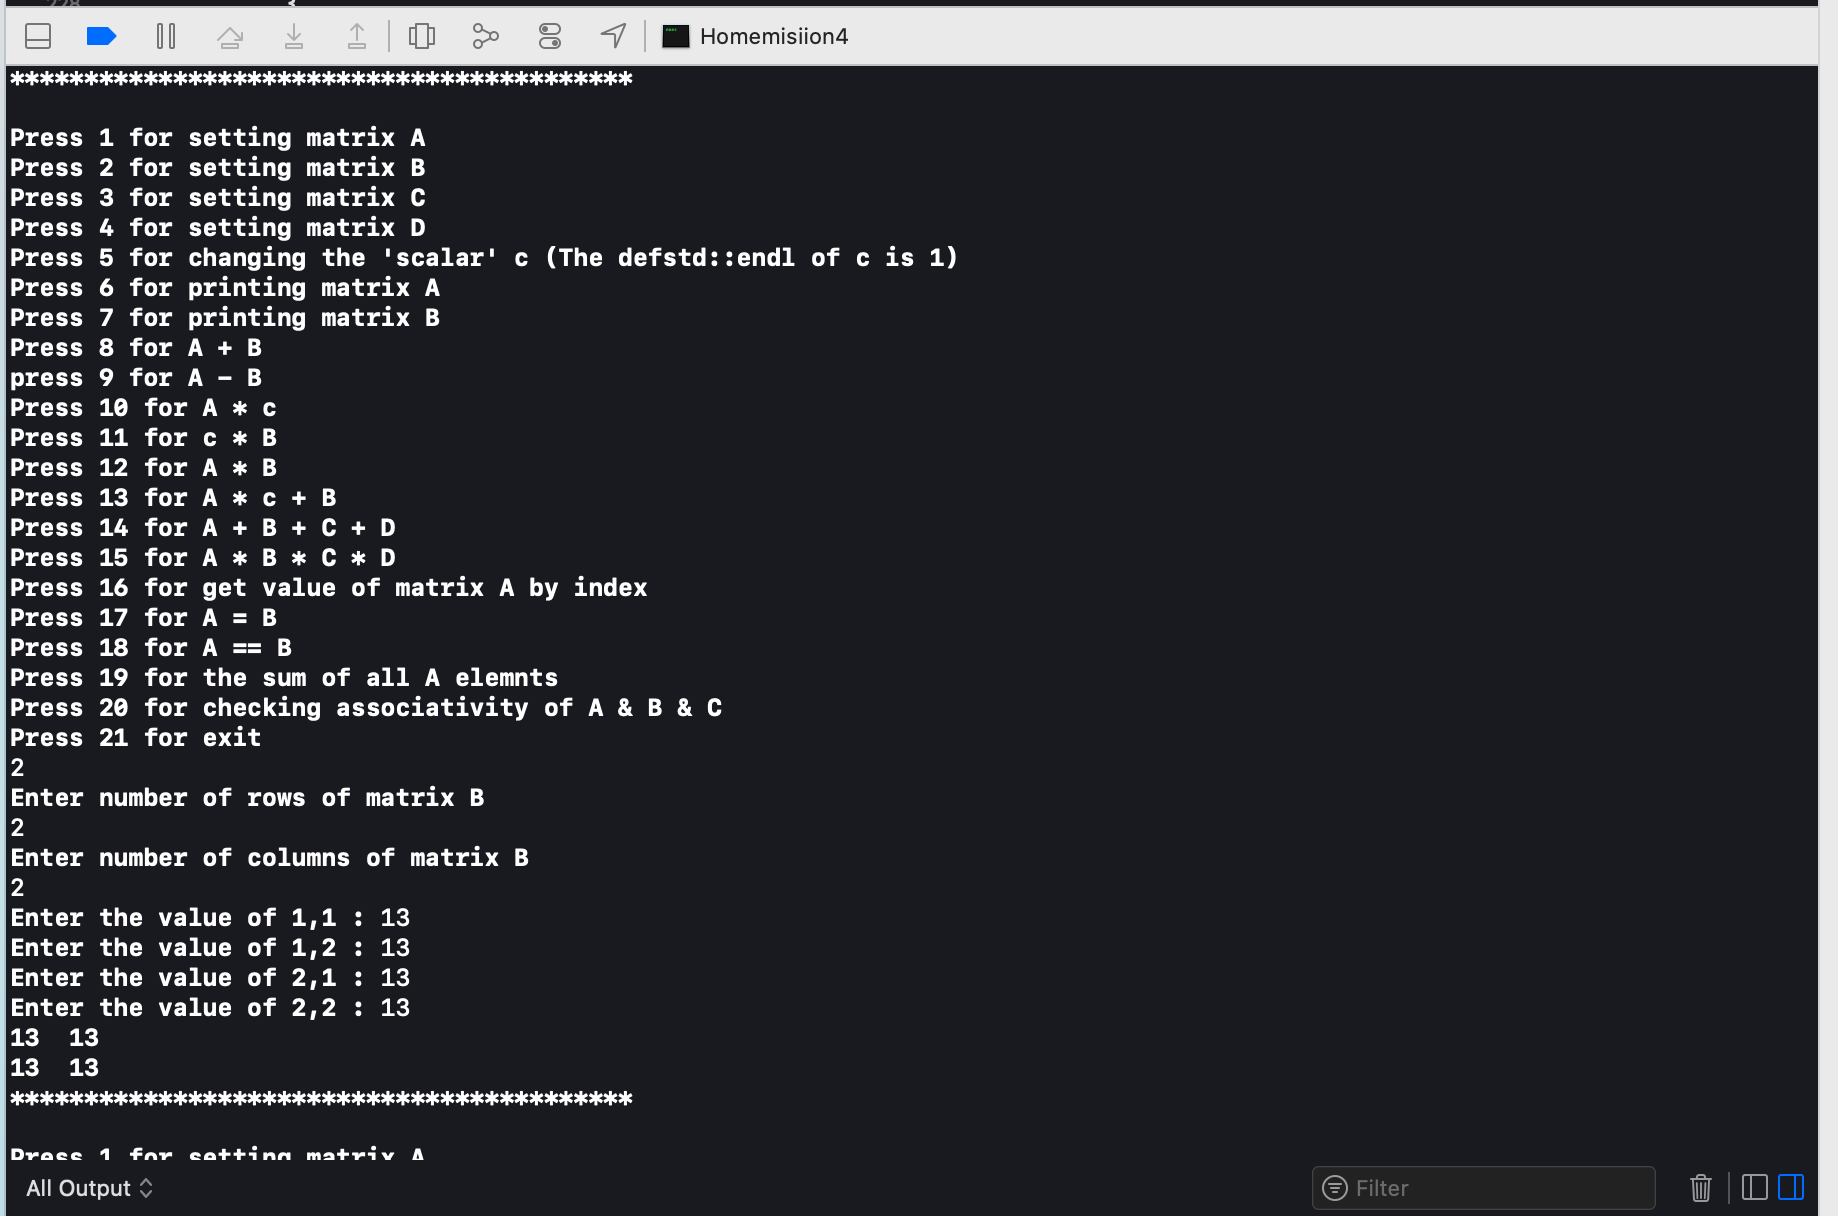 Homemisiion4
******************************************
Press 1 for setting matrix A
Press 2 for setting matrix B
Press 3 for setting matrix C
Press 4 for setting matrix D
Press 5 for changing the 'scalar' c (The defstd::endl of c is 1)
Press 6 for printing matrix A
Press 7 for printing matrix B
Press 8 for A + B
press 9 for A - B
Press 10 for A * c
Press 11 for c * B
Press 12 for A * B
Press 13 for A * c + B
Press 14 for A + B + C + D
Press 15 for A * B * C * D
Press 16 for get value of matrix A by index
Press 17 for A = B
Press 18 for A == B
Press 19 for the sum of all A elemnts
Press 20 for checking associativity of A & B & C
Press 21 for exit
2
Enter number of rows of matrix B
2
Enter number of columns of matrix B
2
Enter the value of 1,1 : 13
Enter the value of 1,2 : 13
Enter the value of 2,1 : 13
Enter the value of 2,2 : 13
13  13
13  13
******************************************
Press 1 for setting matrix A
All Output
Filter